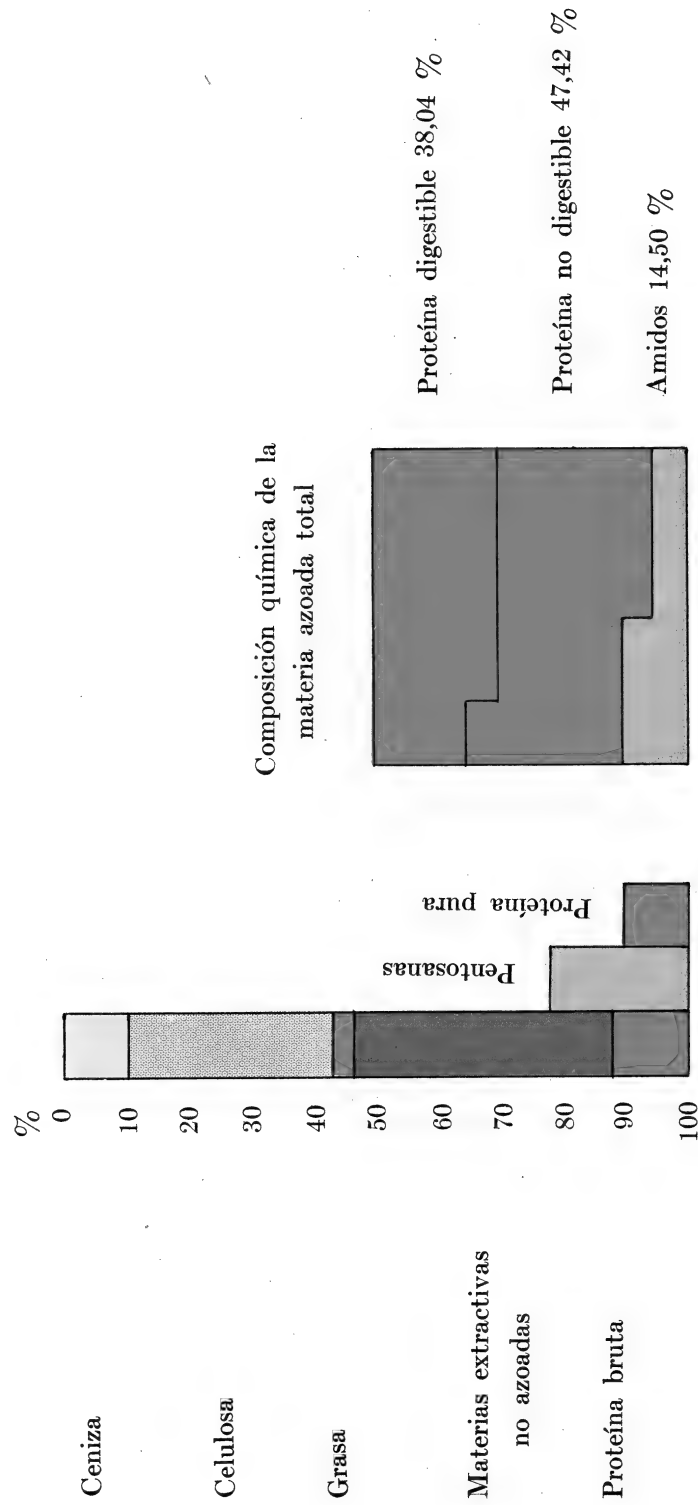 Ceniza
Celulosa
Grasa
Materias extractivas
no azoadas
Proteína bruta
%
0
10
20
30
40
50
60
70
80
90
100
Pentosanas
Proteína pura
Composición química de la
materia azoada total
Proteína digestible 38,04 %
Proteína no digestible 47,42 %
Amidos 14,50 %